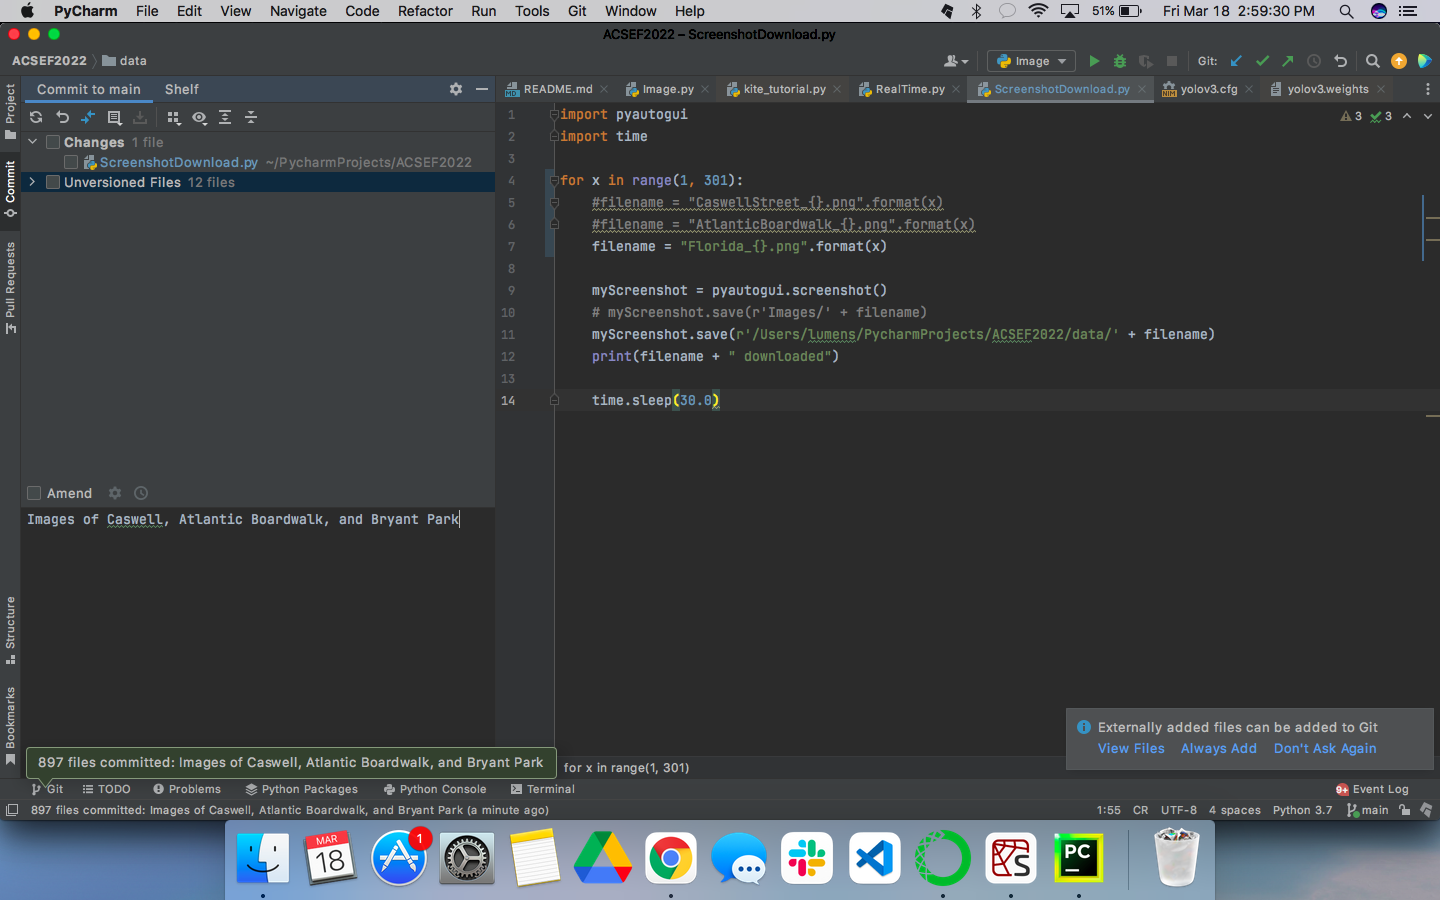 PyCharm File Edit View Navigate Code Refactor Run Tools Git Window Help 51% Fri Mar 18 2:59:30 PM
ACSEF2022 – ScreenshotDownload.py
ACSEF2022 data Image Git:
Project
Commit
Pull Requests
Structure
Bookmarks
Commit to main Shelf
Changes 1 file
ScreenshotDownload.py ~/PycharmProjects/ACSEF2022
Unversioned Files 12 files
Amend
Images of Caswell, Atlantic Boardwalk, and Bryant Park
README.md Image.py kite_tutorial.py RealTime.py ScreenshotDownload.py yolov3.cfg yolov3.weights
3 3
1 import pyautogui
2 import time
3
4 for x in range(1, 301):
5 #filename = "CaswellStreet_{}.png".format(x)
6 #filename = "AtlanticBoardwalk_{}.png".format(x)
7 filename = "Florida_{}.png".format(x)
8
9 myScreenshot = pyautogui.screenshot()
10 # myScreenshot.save(r'Images/' + filename)
11 myScreenshot.save(r'/Users/lumens/PycharmProjects/ACSEF2022/data/' + filename)
12 print(filename + " downloaded")
13
14 time.sleep(30.0)
Externally added files can be added to Git
View Files Always Add Don't Ask Again
897 files committed: Images of Caswell, Atlantic Boardwalk, and Bryant Park
for x in range(1, 301)
Git TODO Problems Python Packages Python Console Terminal 9+ Event Log
897 files committed: Images of Caswell, Atlantic Boardwalk, and Bryant Park (a minute ago) 1:55 CR UTF-8 4 spaces Python 3.7 main
MAR
18
1
PC